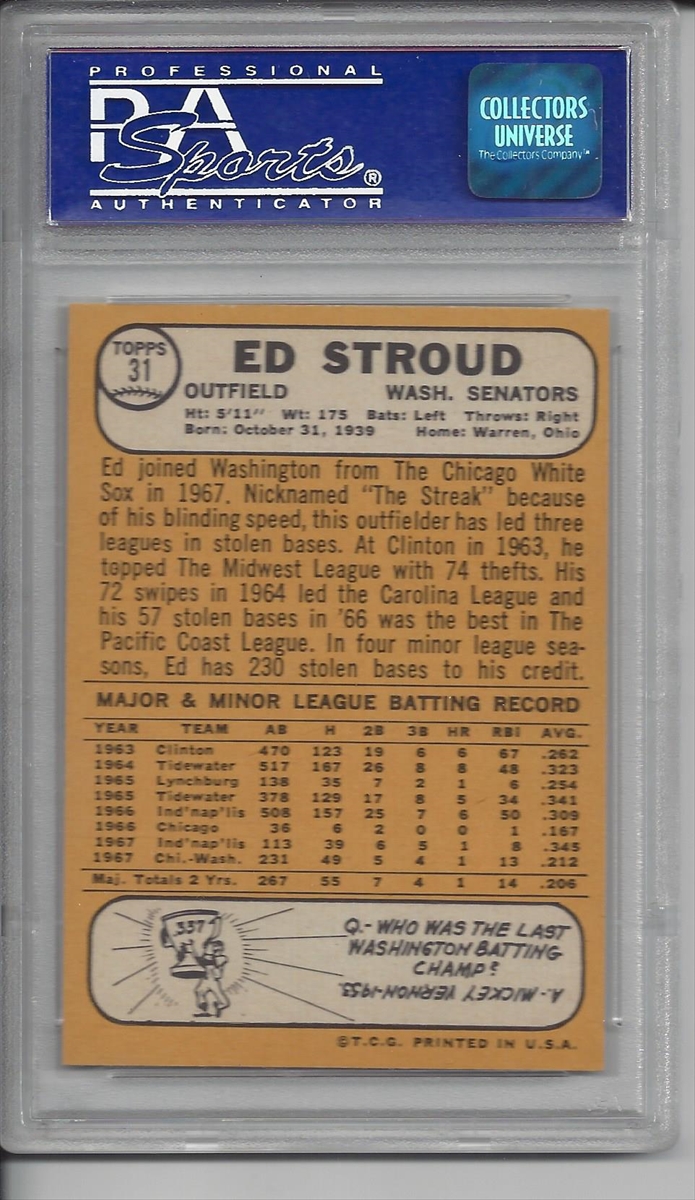 PROFESSIONAL
PSA
Sports®
AUTHENTICATOR
COLLECTORS
UNIVERSE
The Collectors Company™
TOPPS
31
ED STROUD
OUTFIELD WASH. SENATORS
Ht: 5'11" Wt: 175 Bats: Left Throws: Right
Born: October 31, 1939 Home: Warren, Ohio
Ed joined Washington from The Chicago White
Sox in 1967. Nicknamed "The Streak" because
of his blinding speed, this outfielder has led three
leagues in stolen bases. At Clinton in 1963, he
topped The Midwest League with 74 thefts. His
72 swipes in 1964 led the Carolina League and
his 57 stolen bases in '66 was the best in The
Pacific Coast League. In four minor league sea-
sons, Ed has 230 stolen bases to his credit.
MAJOR & MINOR LEAGUE BATTING RECORD
YEAR TEAM AB H 2B 3B HR RBI AVG.
1963 Clinton 470 123 19 6 6 67 .262
1964 Tidewater 517 167 26 8 8 48 .323
1965 Lynchburg 138 35 7 2 1 6 .254
1965 Tidewater 378 129 17 8 5 34 .341
1966 Ind'nap'lis 508 157 25 7 6 50 .309
1966 Chicago 36 6 2 0 0 1 .167
1967 Ind'nap'lis 113 39 6 5 1 8 .345
1967 Chi.-Wash. 231 49 5 4 1 13 .212
Maj. Totals 2 Yrs. 267 55 7 4 1 14 .206
.337
Q.- WHO WAS THE LAST
WASHINGTON BATTING
CHAMP?
A.- MICKEY VERNON-1953.
©T.C.G. PRINTED IN U.S.A.